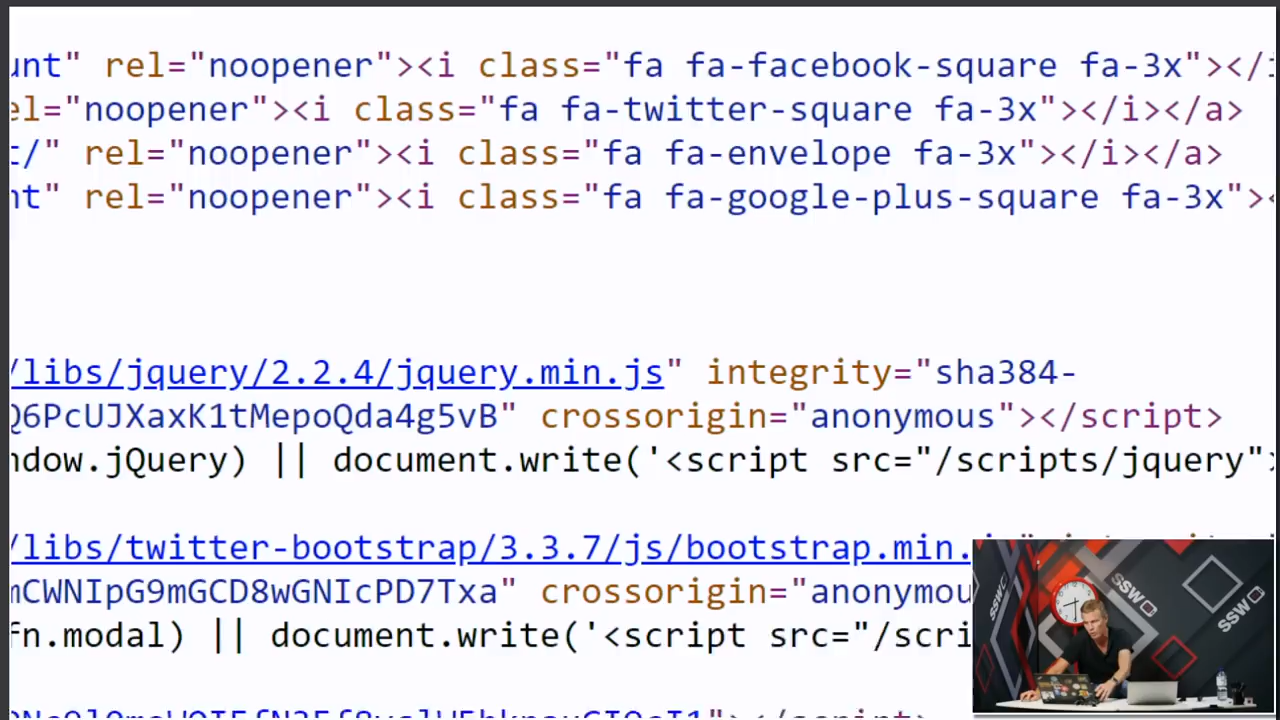 unt" rel="noopener"><i class="fa fa-facebook-square fa-3x"></i
el="noopener"><i class="fa fa-twitter-square fa-3x"></i></a>
t/" rel="noopener"><i class="fa fa-envelope fa-3x"></i></a>
nt" rel="noopener"><i class="fa fa-google-plus-square fa-3x"><
/libs/jquery/2.2.4/jquery.min.js" integrity="sha384-
Q6PcUJXaxK1tMepoQda4g5vB" crossorigin="anonymous"></script>
ndow.jQuery) || document.write('<script src="/scripts/jquery">
/libs/twitter-bootstrap/3.3.7/js/bootstrap.min.
mCWNIpG9mGCD8wGNIcPD7Txa" crossorigin="anonymou
fn.modal) || document.write('<script src="/scri
"></script>
SSW
SSW
SSW